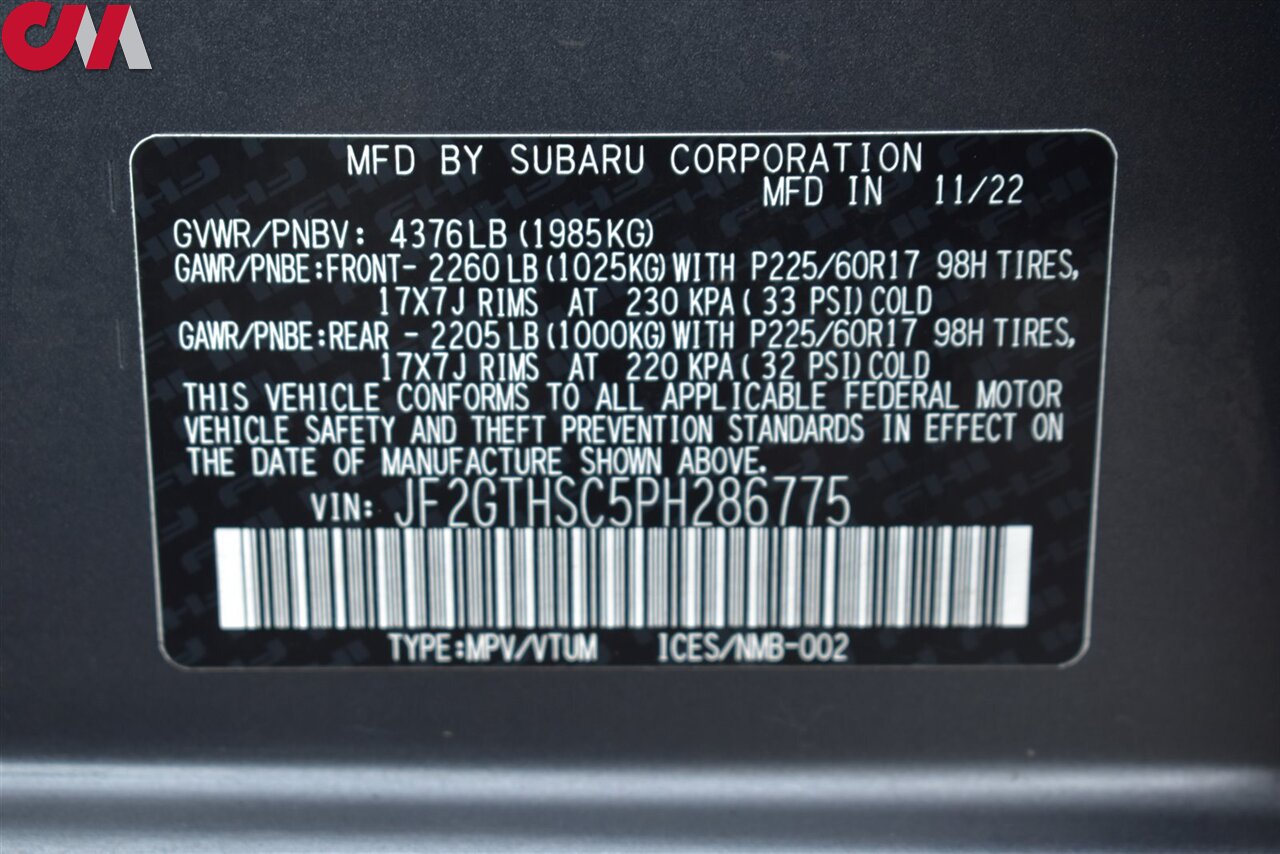 CM
MFD BY SUBARU CORPORATION
MFD IN 11/22
GVWR/PNBV: 4376LB (1985KG)
GAWR/PNBE:FRONT- 2260LB (1025KG) WITH P225/60R17 98H TIRES,
17X7J RIMS AT 230 KPA ( 33 PSI) COLD
GAWR/PNBE:REAR - 2205LB (1000KG) WITH P225/60R17 98H TIRES,
17X7J RIMS AT 220 KPA ( 32 PSI) COLD
THIS VEHICLE CONFORMS TO ALL APPLICABLE FEDERAL MOTOR
VEHICLE SAFETY AND THEFT PREVENTION STANDARDS IN EFFECT ON
THE DATE OF MANUFACTURE SHOWN ABOVE.
VIN: JF2GTHSC5PH286775
TYPE:MPV/VTUM ICES/NMB-002